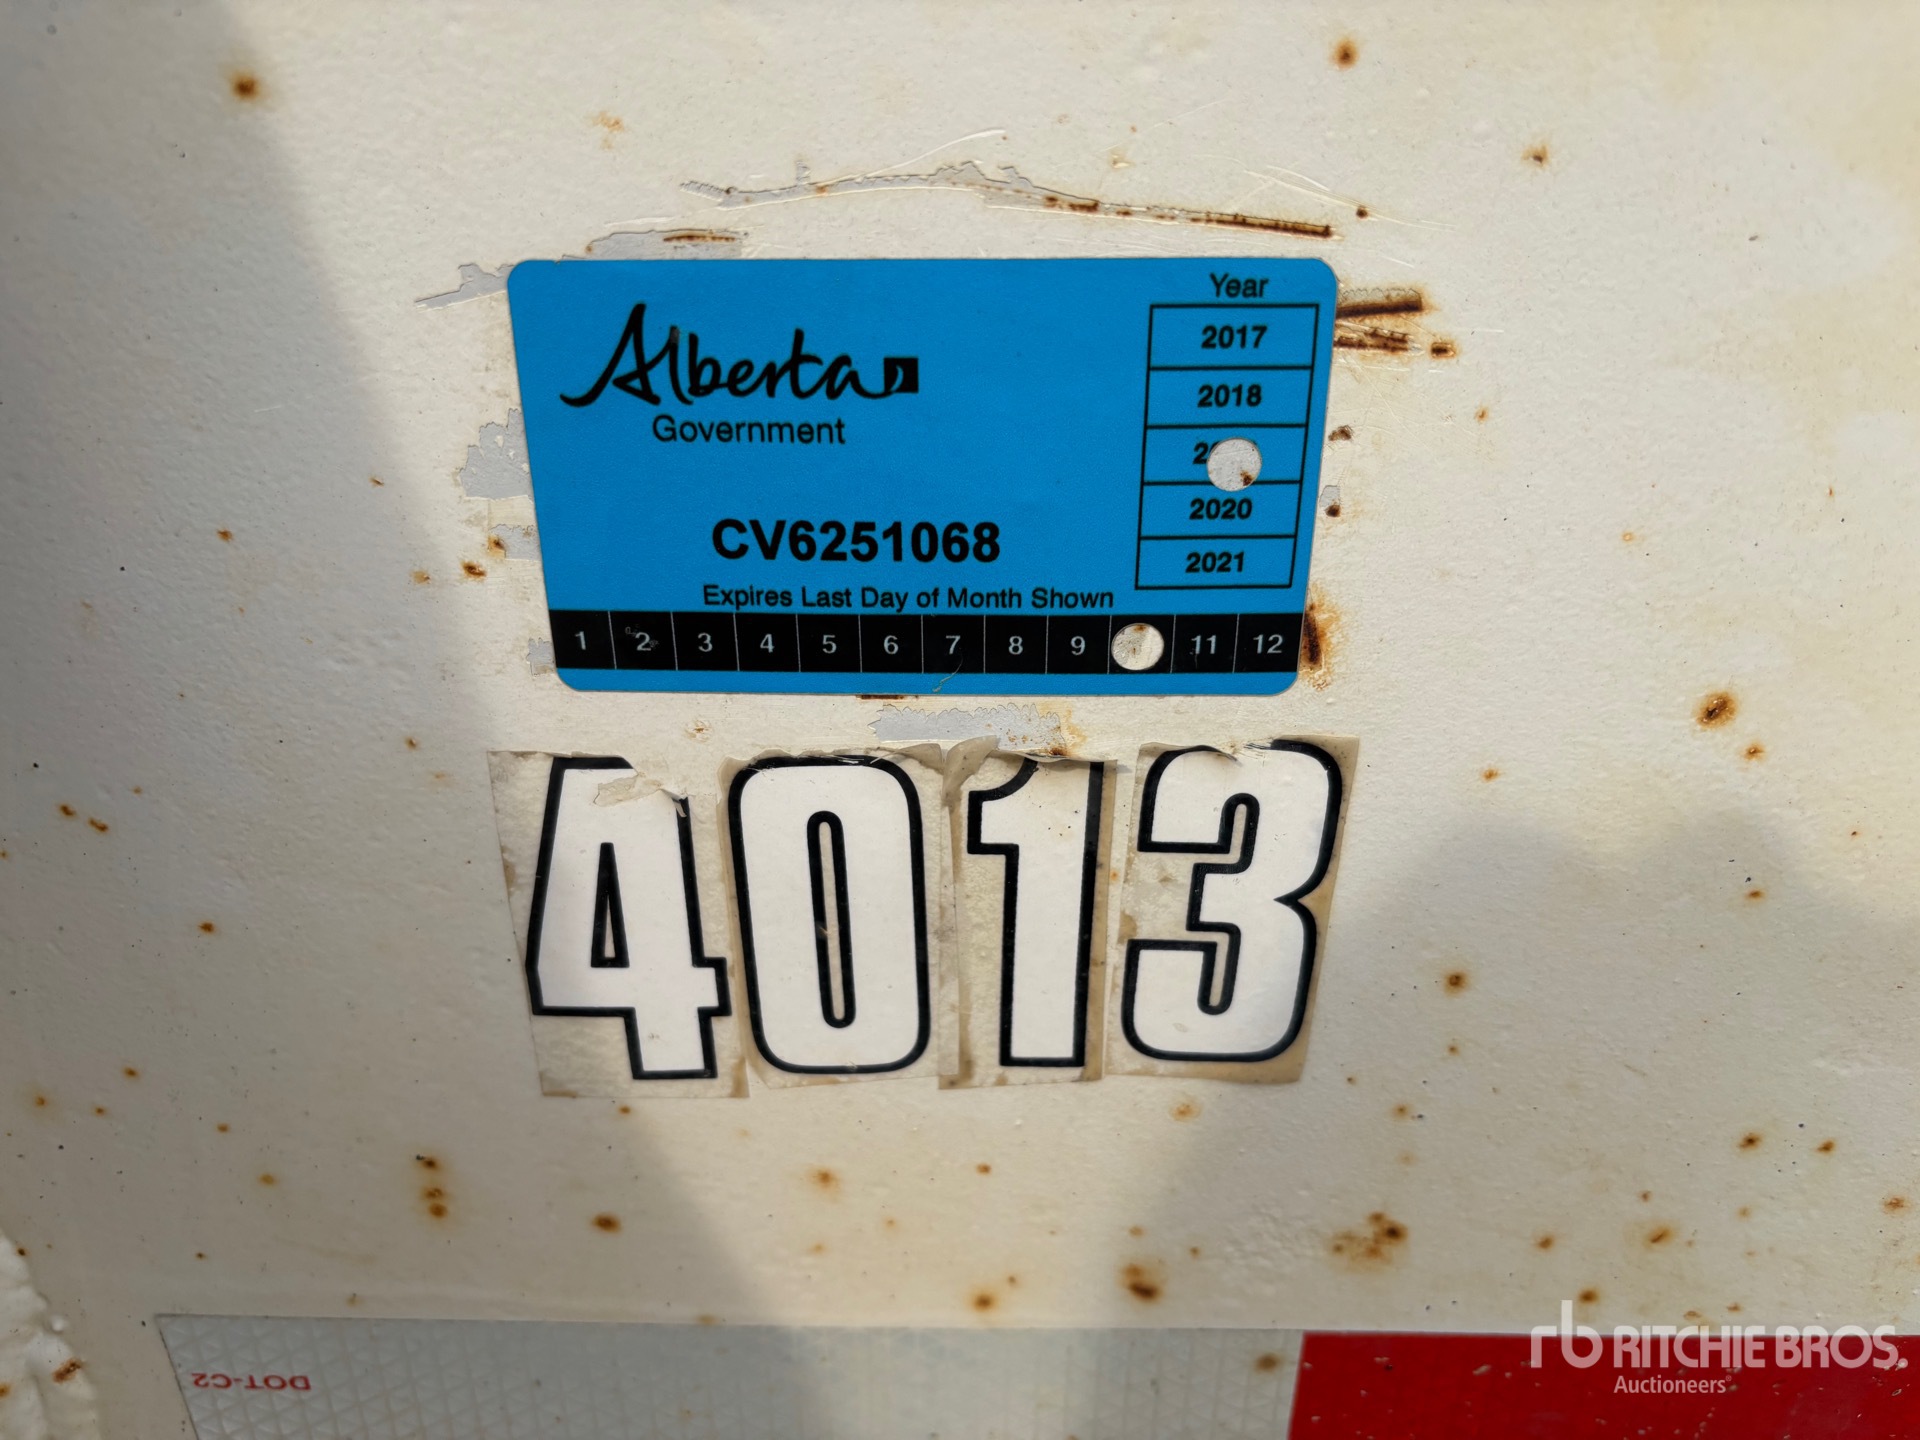 Alberta
Government
Year
2017
2018
2020
2021
CV6251068
Expires Last Day of Month Shown
1 2 3 4 5 6 7 8 9 11 12
4013
DOT-C2
rb RITCHIE BROS.
Auctioneers